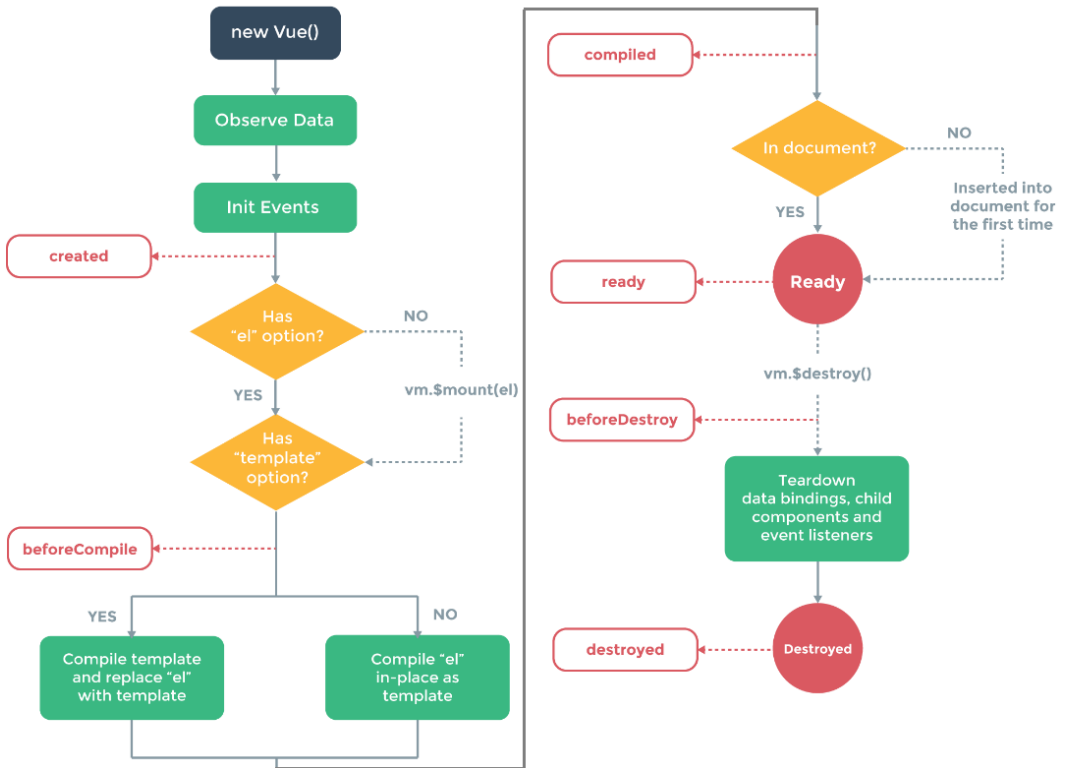 new Vue()
Observe Data
Init Events
created
Has
“el” option?
NO
YES
vm.$mount(el)
Has
“template”
option?
beforeCompile
YES
NO
Compile template
and replace “el”
with template
Compile “el”
in-place as
template
compiled
In document?
NO
YES
Inserted into
document for
the first time
ready
Ready
vm.$destroy()
beforeDestroy
Teardown
data bindings, child
components and
event listeners
destroyed
Destroyed